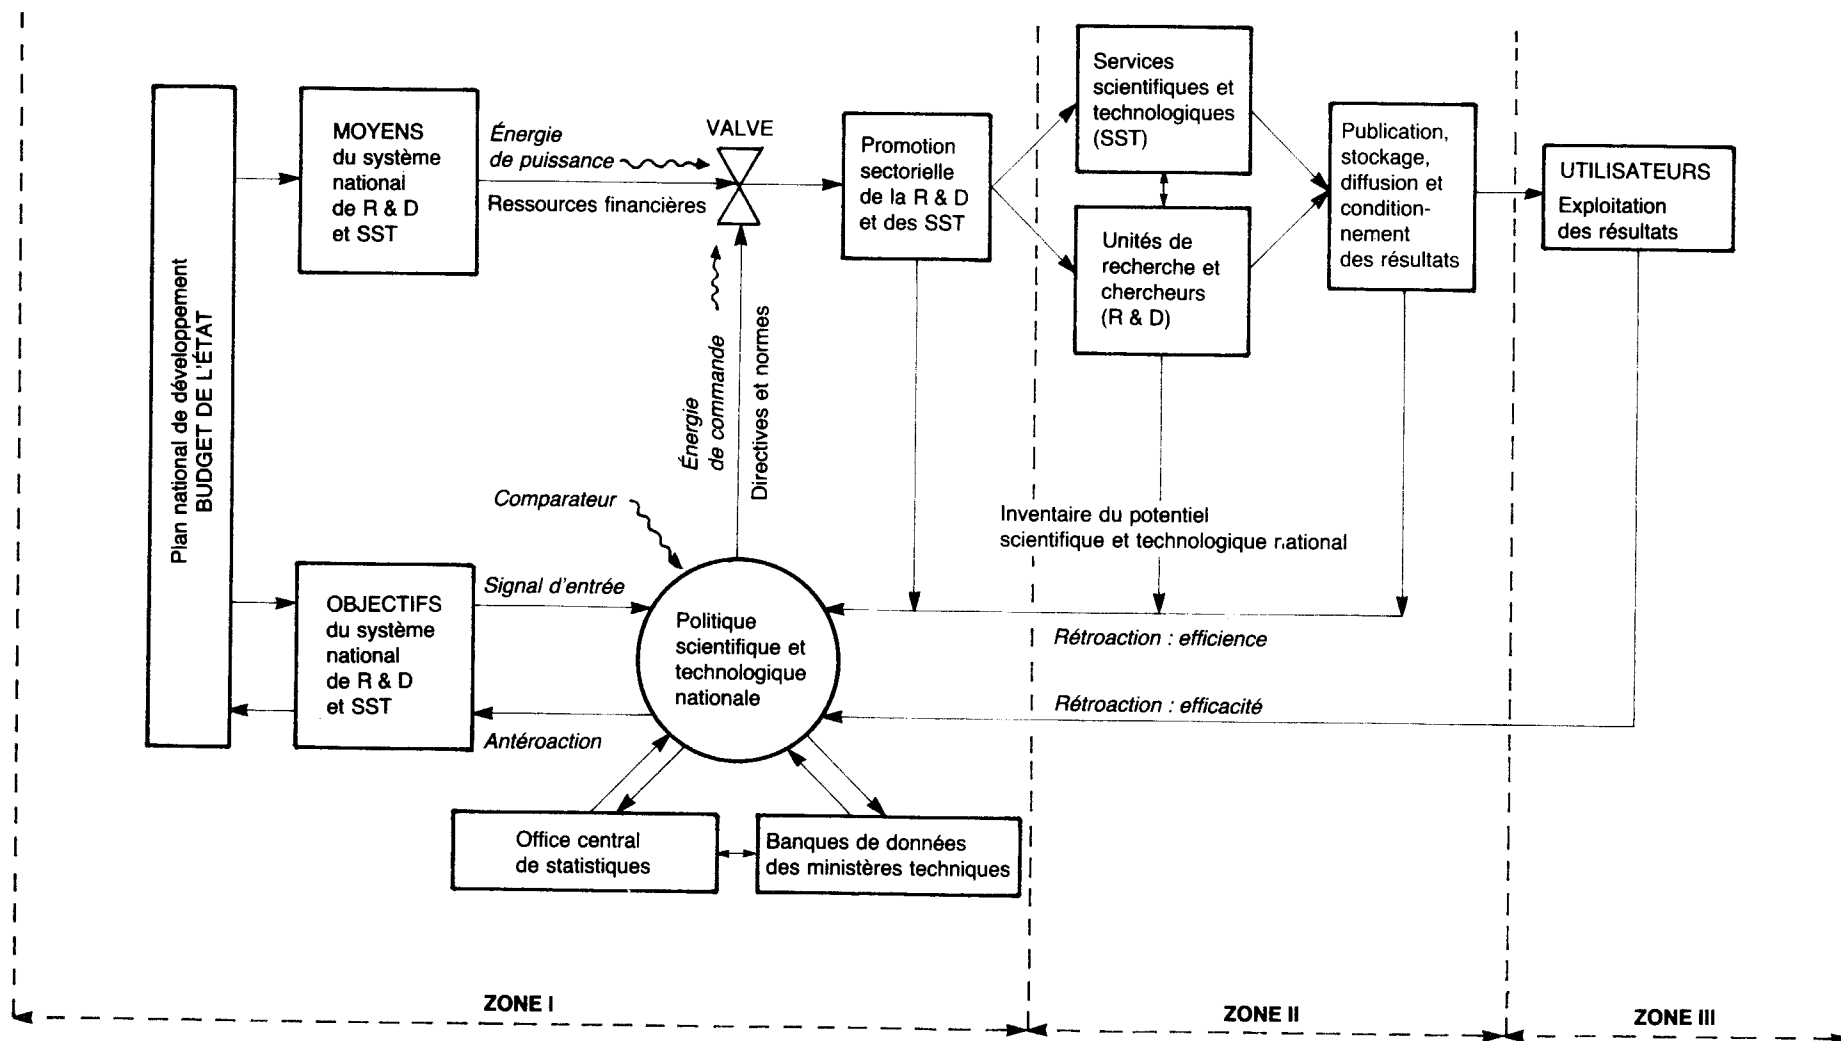 Plan national de développement
BUDGET DE L'ÉTAT
MOYENS
du système
national
de R & D
et SST
Énergie
de puissance
Ressources financières
VALVE
Énergie
de commande
Directives et normes
Promotion
sectorielle
de la R & D
et des SST
Services
scientifiques et
technologiques
(SST)
Unités de
recherche et
chercheurs
(R & D)
Publication,
stockage,
diffusion et
condition-
nement
des résultats
UTILISATEURS
Exploitation
des résultats
Comparateur
Inventaire du potentiel
scientifique et technologique national
OBJECTIFS
du système
national
de R & D
et SST
Signal d'entrée
Antéroaction
Politique
scientifique et
technologique
nationale
Rétroaction : efficience
Rétroaction : efficacité
Office central
de statistiques
Banques de données
des ministères techniques
ZONE I
ZONE II
ZONE III